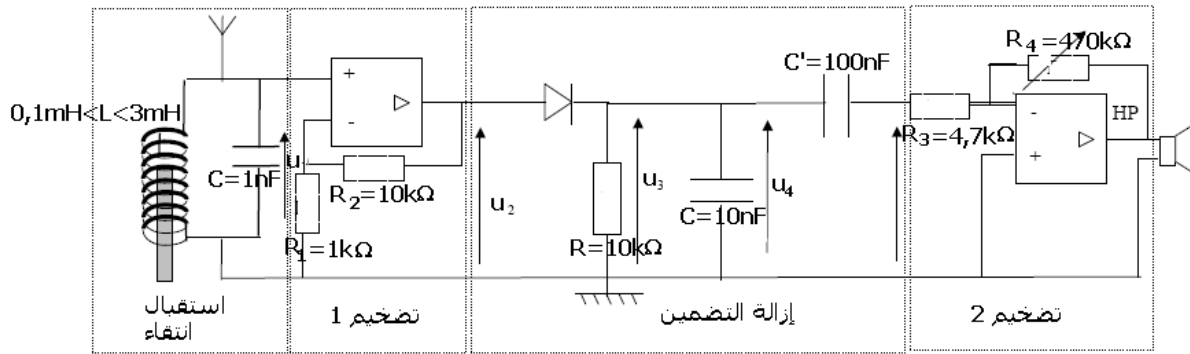 0,1mH<L<3mH
C=1nF
+
-
u
R₂=10kΩ
R₁=1kΩ
u₂
u₃
R=10kΩ
C=10nF
u₄
C'=100nF
R₃=4,7kΩ
R₄=470kΩ
-
+
HP
استقبال
انتقاء
تضخيم 1
إزالة التضمين
تضخيم 2